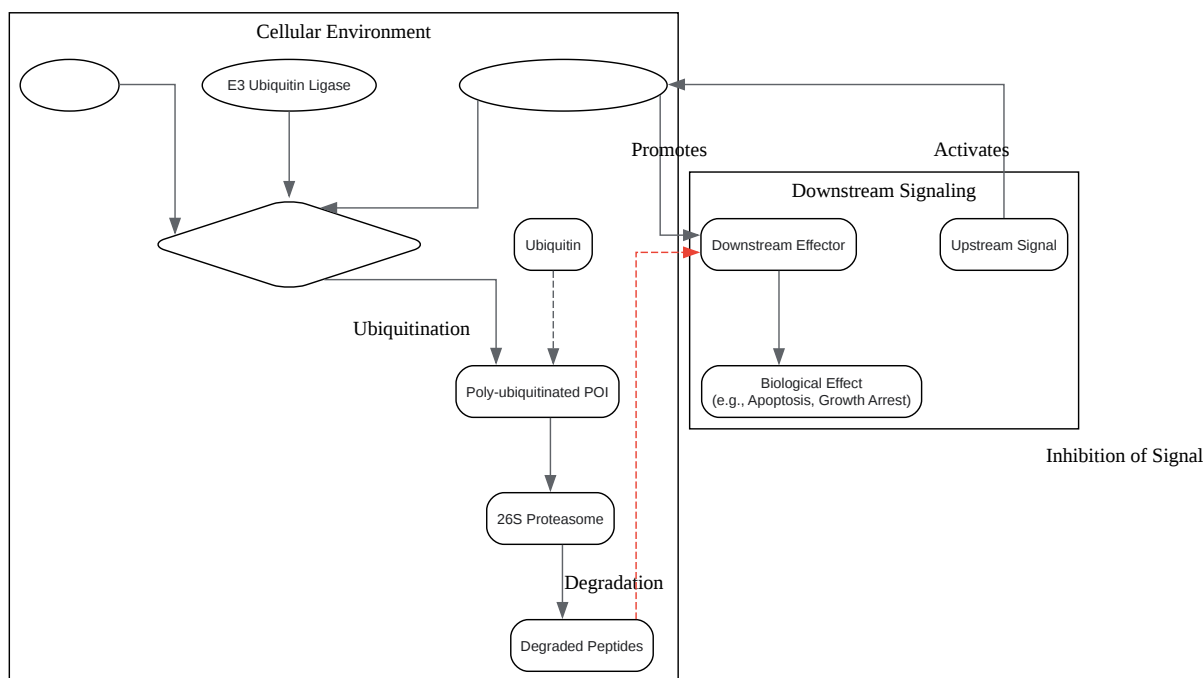 Cellular Environment
E3 Ubiquitin Ligase
Promotes
Activates
Downstream Signaling
Ubiquitin
Downstream Effector
Upstream Signal
Ubiquitination
Poly-ubiquitinated POI
Biological Effect
(e.g., Apoptosis, Growth Arrest)
Inhibition of Signal
26S Proteasome
Degradation
Degraded Peptides